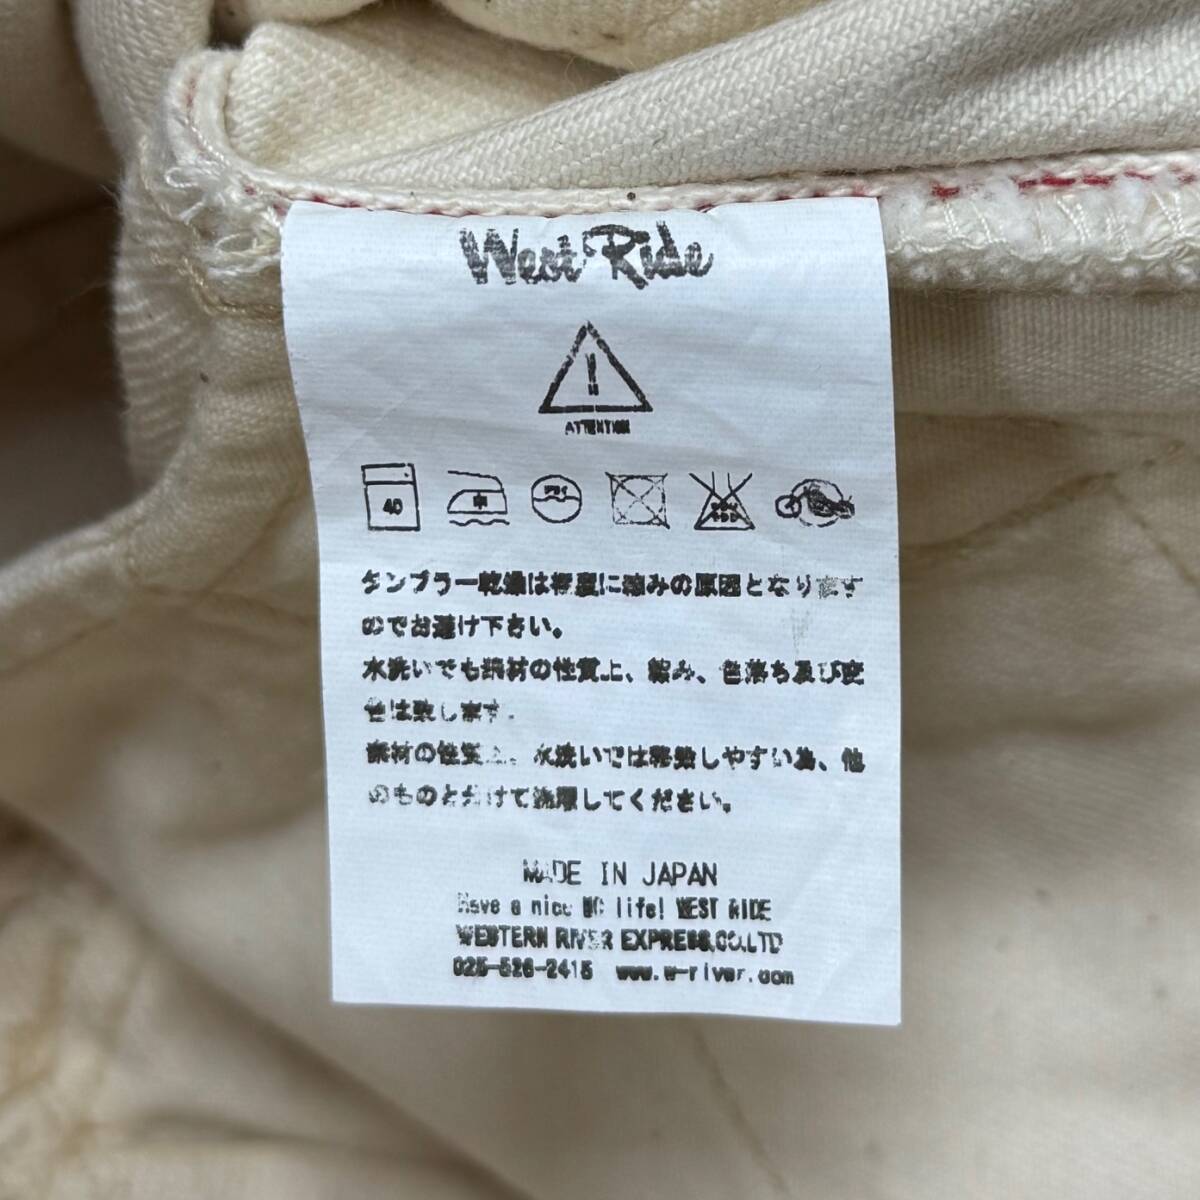 West Ride
!
ATTENTION
40
中
ドライ
タンブラー乾燥は極度に縮みの原因となります
のでお避け下さい。
水洗いでも素材の性質上、縮み、色落ち及び変
色は致します。
素材の性質上、水洗いでは移染しやすい為、他
のものと分けて洗濯してください。
MADE IN JAPAN
Have a nice MC life! WEST RIDE
WESTERN RIVER EXPRESS.CO.LTD
025-526-2415 www.w-river.com